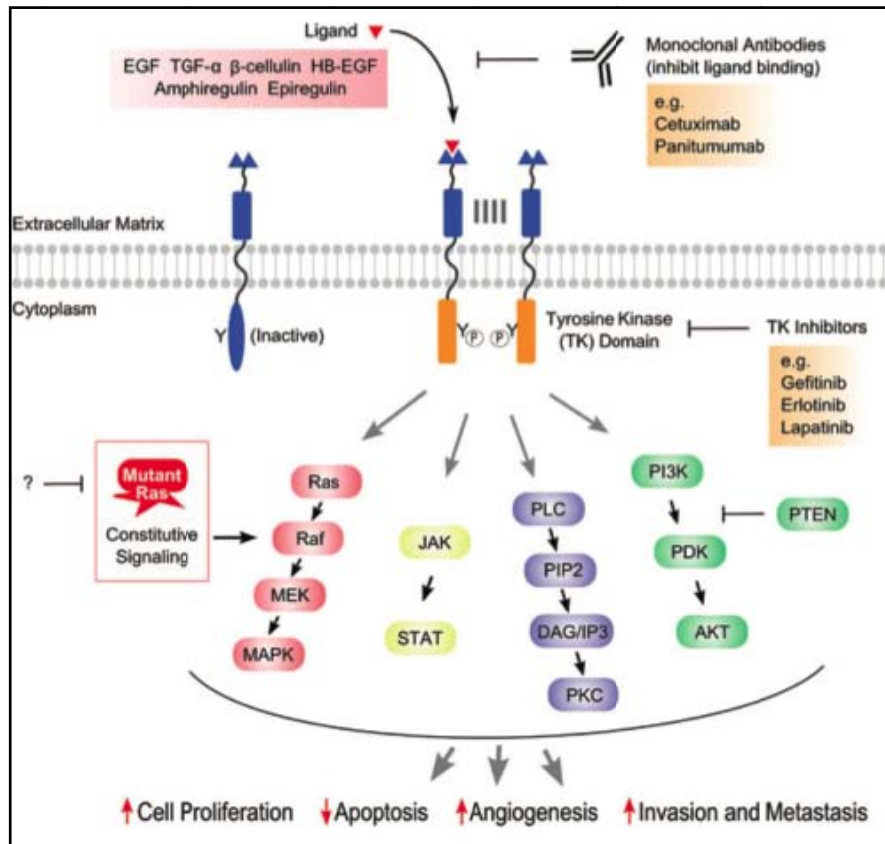 Ligand
EGF TGF-α β-cellulin HB-EGF
Amphiregulin Epiregulin
Monoclonal Antibodies
(inhibit ligand binding)
e.g.
Cetuximab
Panitumumab
Extracellular Matrix
Cytoplasm
Y (Inactive)
Y P P Y
Tyrosine Kinase
(TK) Domain
TK Inhibitors
e.g.
Gefitinib
Erlotinib
Lapatinib
?
Mutant
Ras
Constitutive
Signaling
Ras
Raf
MEK
MAPK
JAK
STAT
PLC
PIP2
DAG/IP3
PKC
PI3K
PDK
AKT
PTEN
Cell Proliferation Apoptosis Angiogenesis Invasion and Metastasis